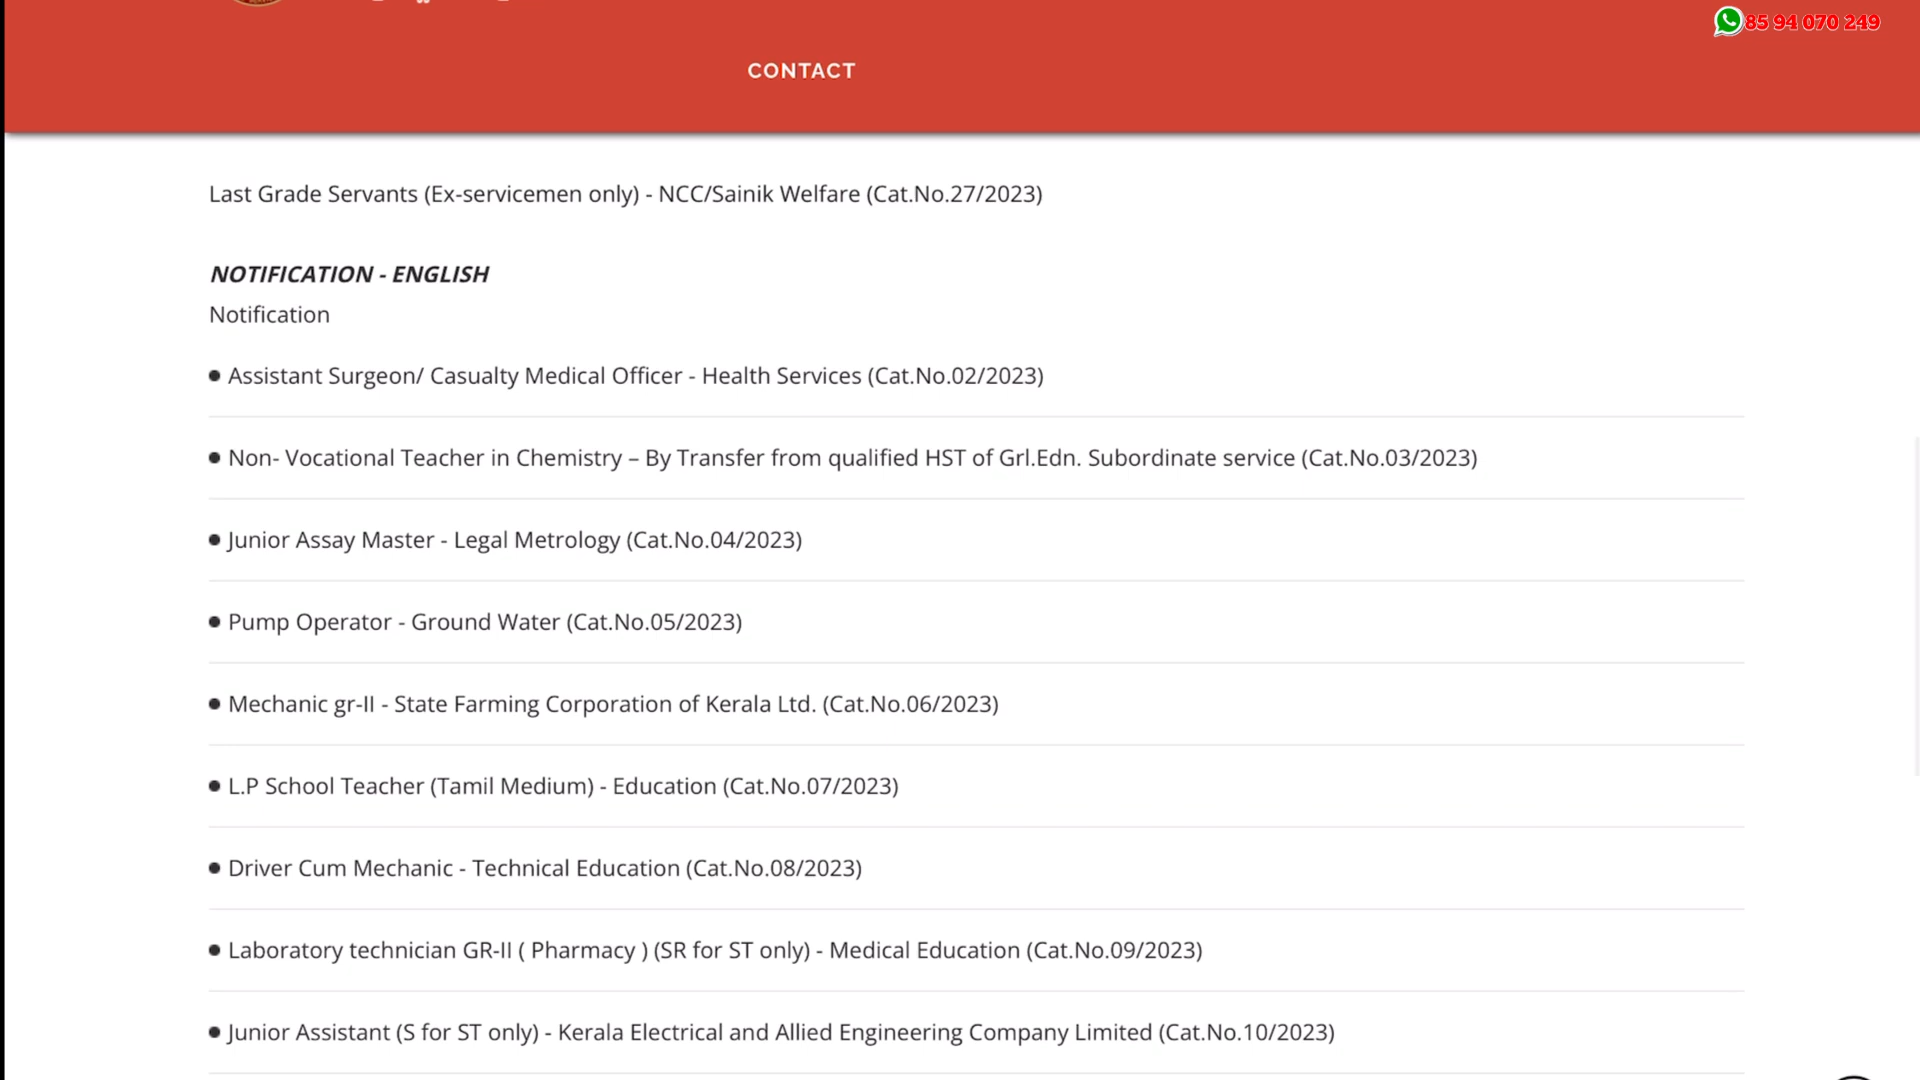 85 94 070 249
CONTACT
Last Grade Servants (Ex-servicemen only) - NCC/Sainik Welfare (Cat.No.27/2023)
NOTIFICATION - ENGLISH
Notification
● Assistant Surgeon/ Casualty Medical Officer - Health Services (Cat.No.02/2023)
● Non- Vocational Teacher in Chemistry – By Transfer from qualified HST of Grl.Edn. Subordinate service (Cat.No.03/2023)
● Junior Assay Master - Legal Metrology (Cat.No.04/2023)
● Pump Operator - Ground Water (Cat.No.05/2023)
● Mechanic gr-II - State Farming Corporation of Kerala Ltd. (Cat.No.06/2023)
● L.P School Teacher (Tamil Medium) - Education (Cat.No.07/2023)
● Driver Cum Mechanic - Technical Education (Cat.No.08/2023)
● Laboratory technician GR-II ( Pharmacy ) (SR for ST only) - Medical Education (Cat.No.09/2023)
● Junior Assistant (S for ST only) - Kerala Electrical and Allied Engineering Company Limited (Cat.No.10/2023)